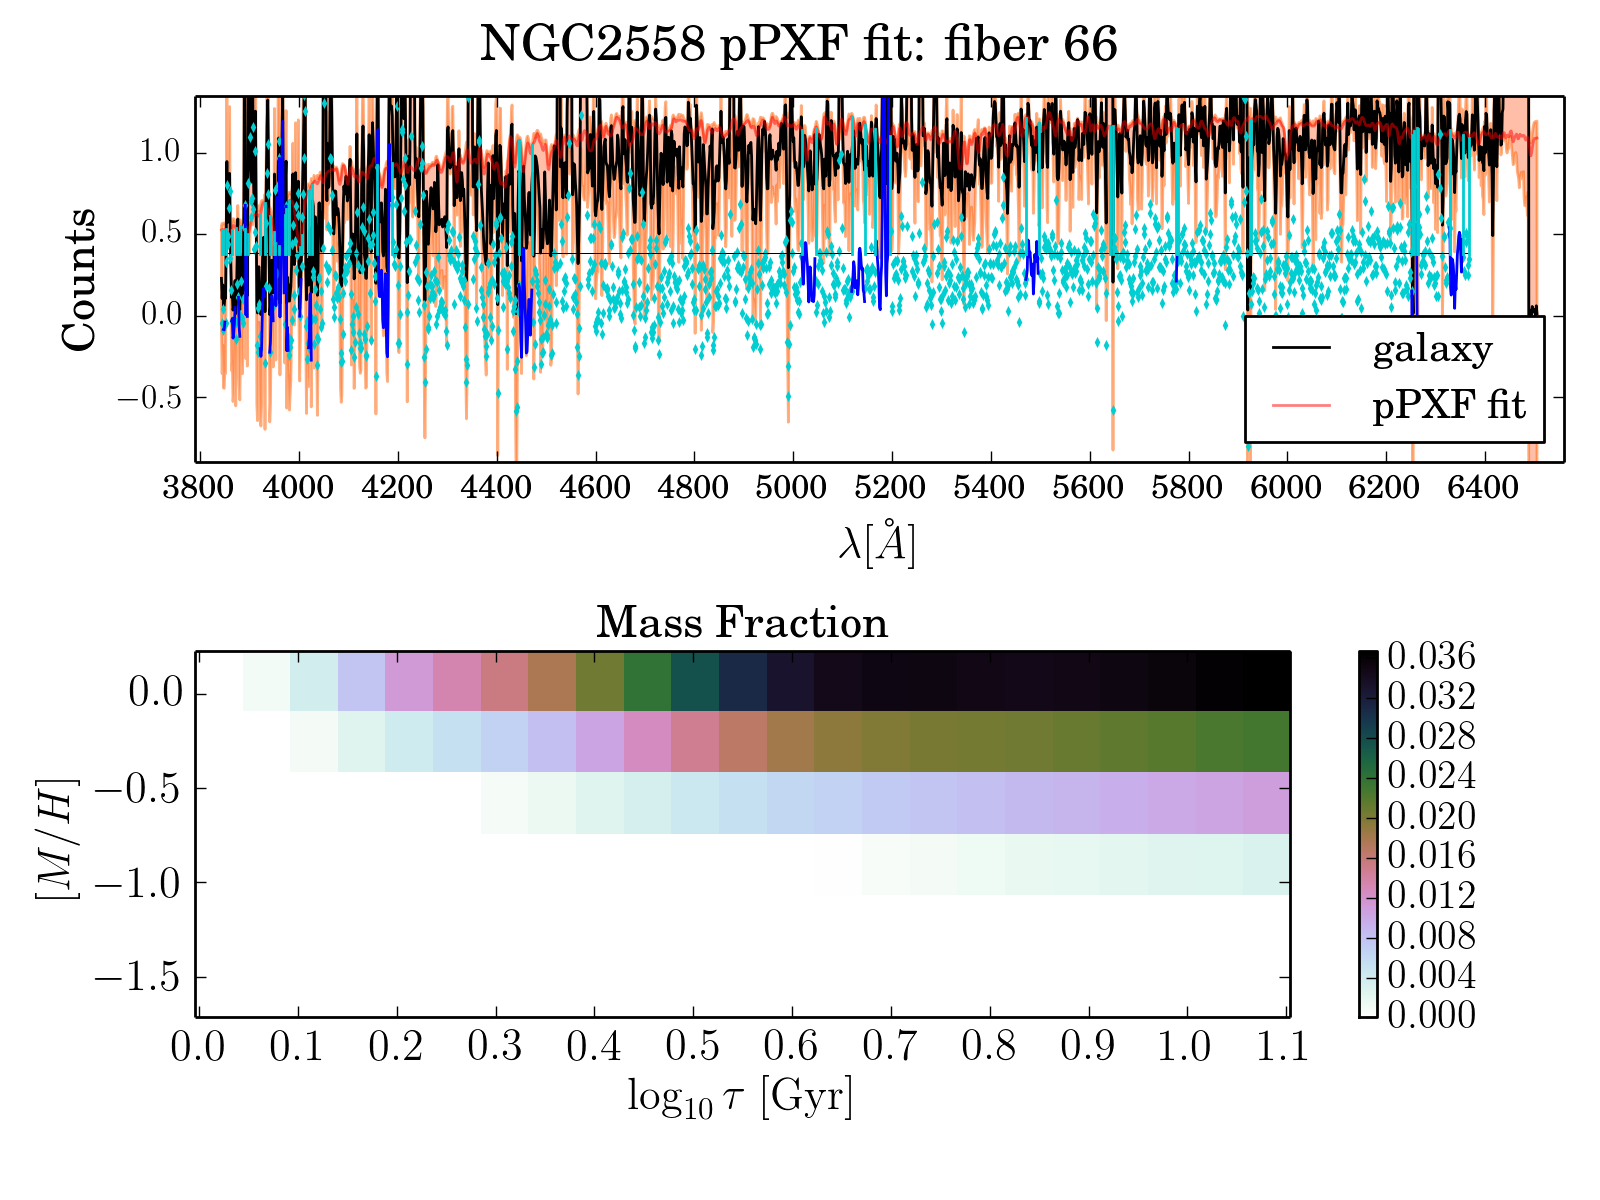 NGC2558 pPXF fit: fiber 66
Counts
1.0
0.5
0.0
−0.5
galaxy
pPXF fit
3800 4000 4200 4400 4600 4800 5000 5200 5400 5600 5800 6000 6200 6400
λ[Å]
Mass Fraction
[M/H]
0.0
−0.5
−1.0
−1.5
0.0 0.1 0.2 0.3 0.4 0.5 0.6 0.7 0.8 0.9 1.0 1.1
log₁₀ τ [Gyr]
0.036
0.032
0.028
0.024
0.020
0.016
0.012
0.008
0.004
0.000